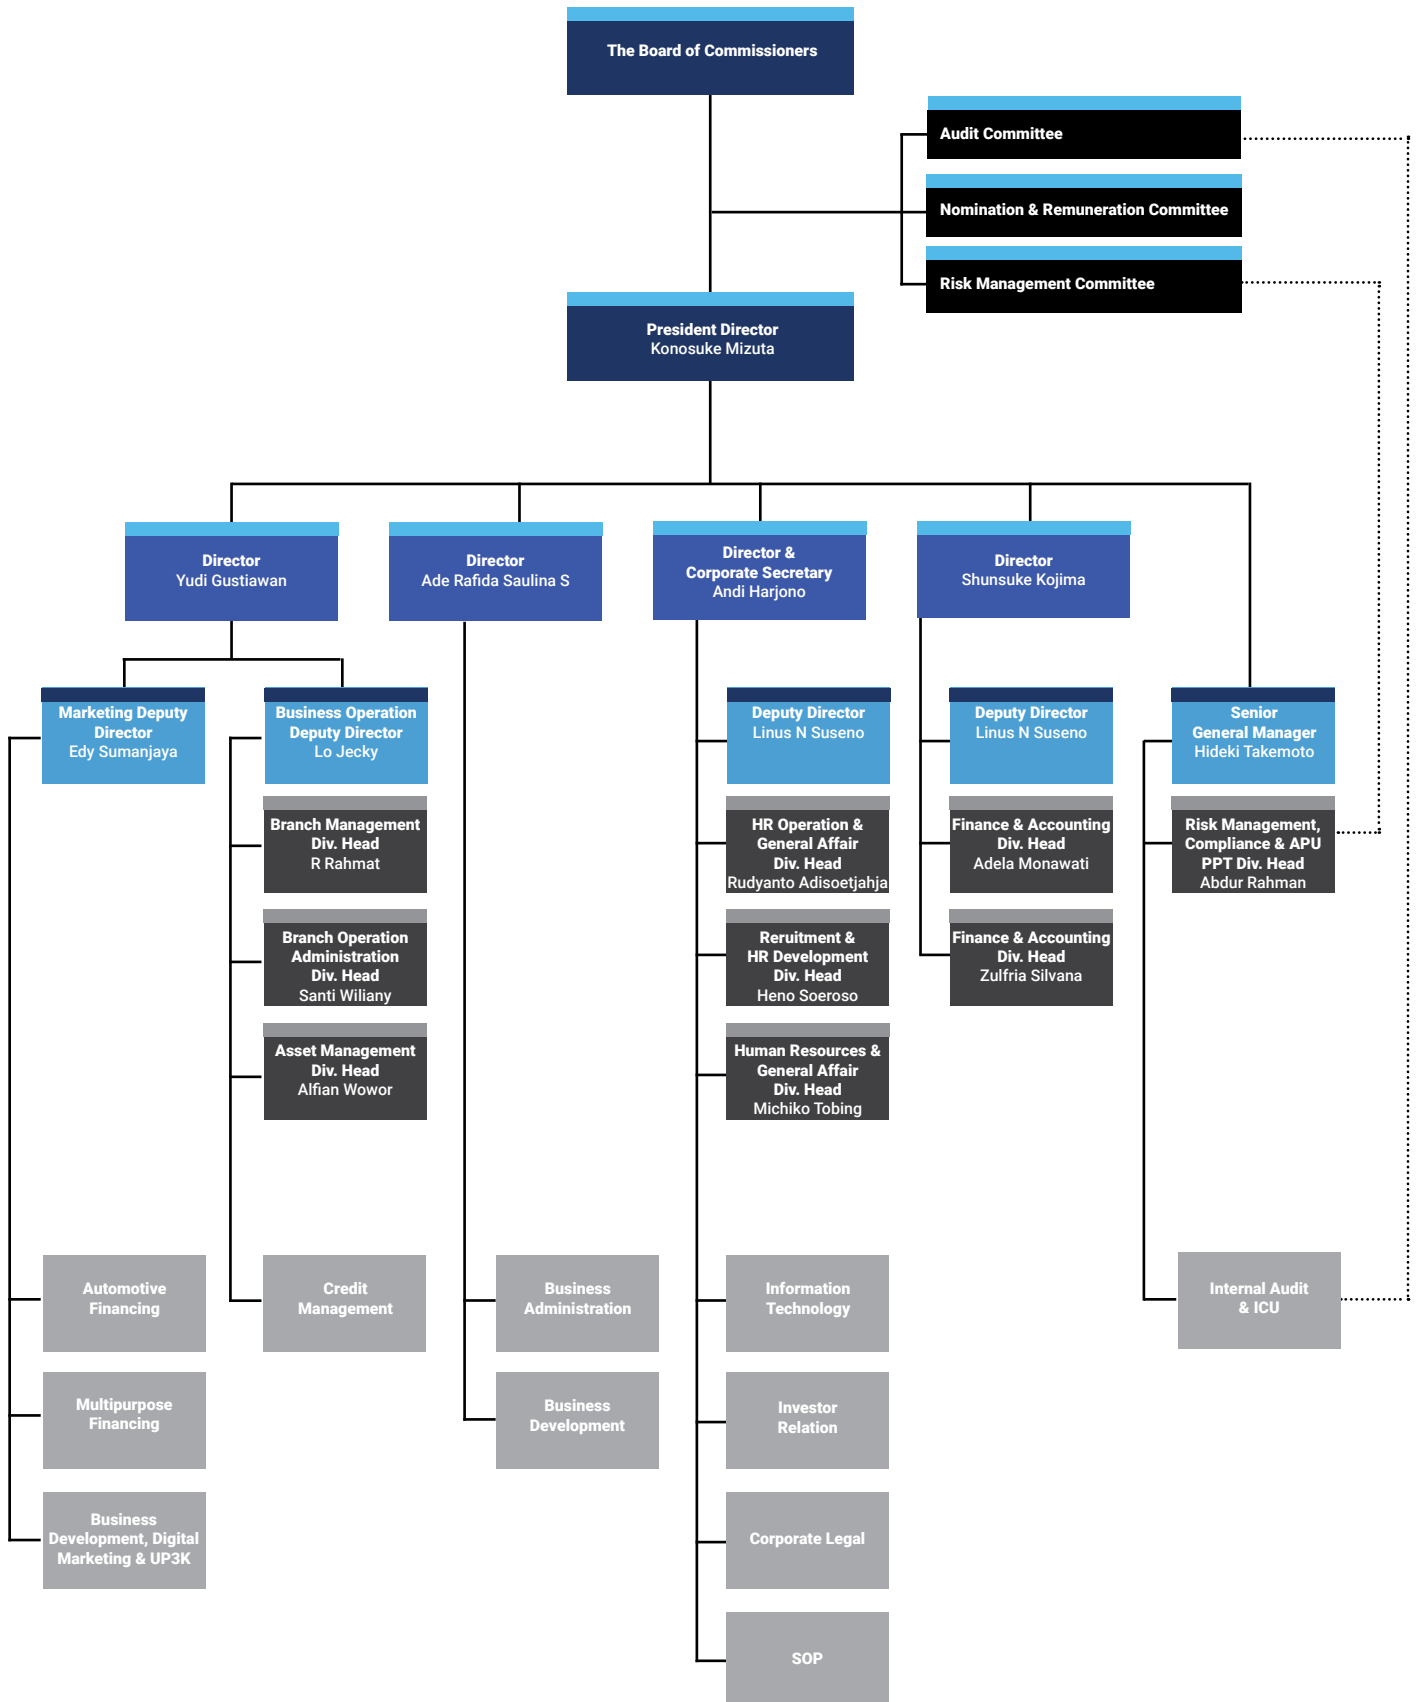 The Board of Commissioners
Audit Committee
Nomination & Remuneration Committee
Risk Management Committee
President Director
Konosuke Mizuta
Director
Yudi Gustiawan
Director
Ade Rafida Saulina S
Director &
Corporate Secretary
Andi Harjono
Director
Shunsuke Kojima
Marketing Deputy
Director
Edy Sumanjaya
Business Operation
Deputy Director
Lo Jecky
Deputy Director
Linus N Suseno
Deputy Director
Linus N Suseno
Senior
General Manager
Hideki Takemoto
Branch Management
Div. Head
R Rahmat
HR Operation &
General Affair
Div. Head
Rudyanto Adisoetjahja
Finance & Accounting
Div. Head
Adela Monawati
Risk Management,
Compliance & APU
PPT Div. Head
Abdur Rahman
Branch Operation
Administration
Div. Head
Santi Wiliany
Reruitment &
HR Development
Div. Head
Heno Soeroso
Finance & Accounting
Div. Head
Zulfria Silvana
Asset Management
Div. Head
Alfian Wowor
Human Resources &
General Affair
Div. Head
Michiko Tobing
Automotive
Financing
Credit
Management
Business
Administration
Information
Technology
Internal Audit
& ICU
Multipurpose
Financing
Business
Development
Investor
Relation
Business
Development, Digital
Marketing & UP3K
Corporate Legal
SOP